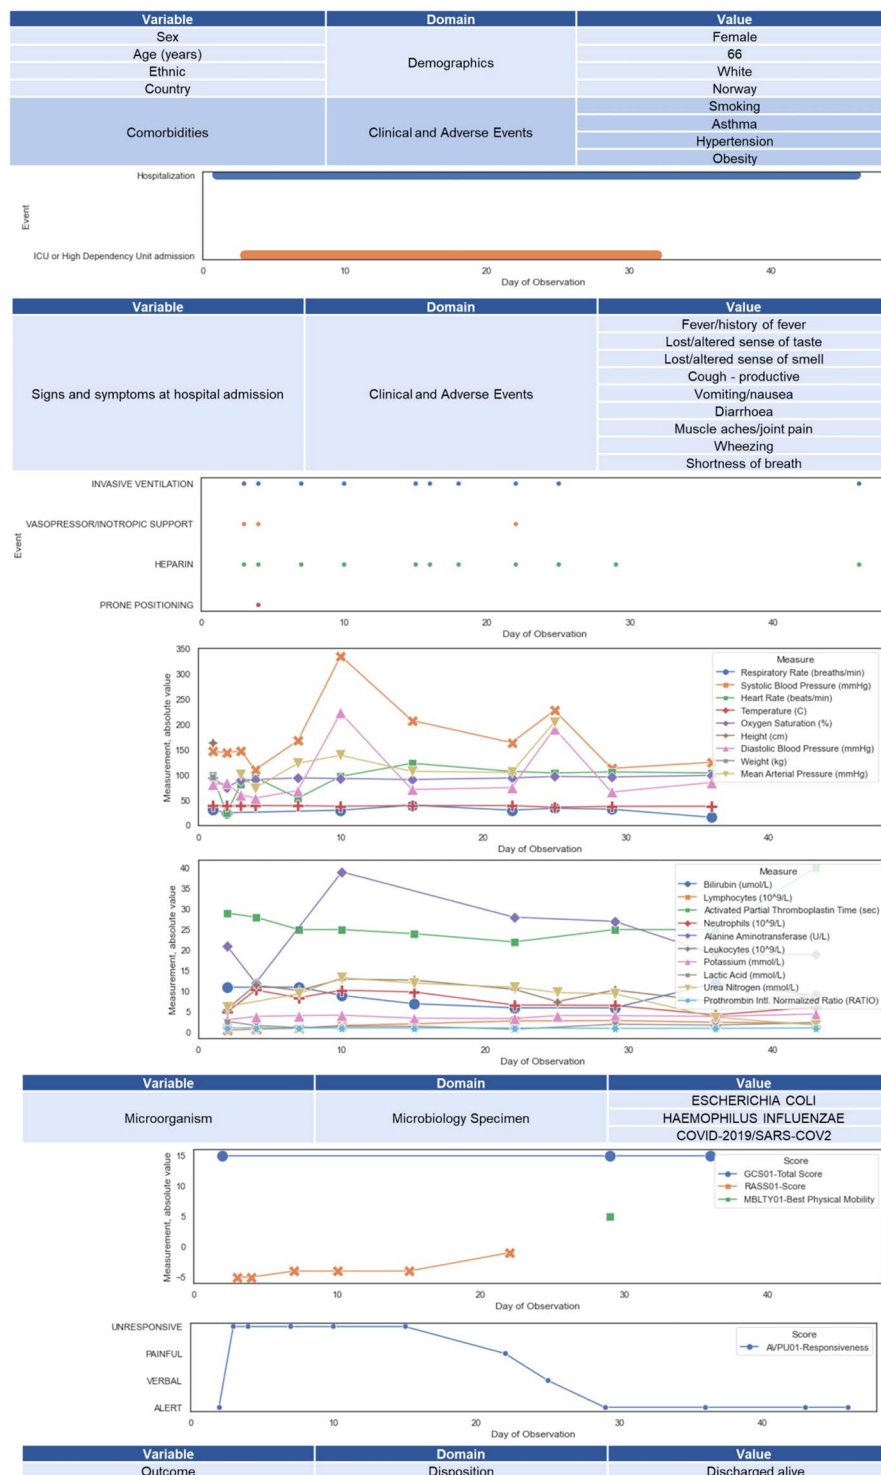 Variable Domain Value
Sex Female
Age (years) 66
Demographics
Ethnic White
Country Norway
Smoking
Asthma
Comorbidities Clinical and Adverse Events
Hypertension
Obesity
Hospitalization
Event
ICU or High Dependency Unit admission
0 10 20 30 40
Day of Observation
Variable Domain Value
Fever/history of fever
Lost/altered sense of taste
Lost/altered sense of smell
Cough - productive
Signs and symptoms at hospital admission Clinical and Adverse Events Vomiting/nausea
Diarrhoea
Muscle aches/joint pain
Wheezing
Shortness of breath
INVASIVE VENTILATION
VASOPRESSOR/INOTROPIC SUPPORT
Event
HEPARIN
PRONE POSITIONING
0 10 20 30 40
Day of Observation
Measurement, absolute value
350
300
250
200
150
100
50
0
Measure
Respiratory Rate (breaths/min)
Systolic Blood Pressure (mmHg)
Heart Rate (beats/min)
Temperature (C)
Oxygen Saturation (%)
Height (cm)
Diastolic Blood Pressure (mmHg)
Weight (kg)
Mean Arterial Pressure (mmHg)
0 10 20 30 40
Day of Observation
Measurement, absolute value
40
35
30
25
20
15
10
5
0
Measure
Bilirubin (umol/L)
Lymphocytes (10^9/L)
Activated Partial Thromboplastin Time (sec)
Neutrophils (10^9/L)
Alanine Aminotransferase (U/L)
Leukocytes (10^9/L)
Potassium (mmol/L)
Lactic Acid (mmol/L)
Urea Nitrogen (mmol/L)
Prothrombin Intl. Normalized Ratio (RATIO)
0 10 20 30 40
Day of Observation
Variable Domain Value
ESCHERICHIA COLI
Microorganism Microbiology Specimen HAEMOPHILUS INFLUENZAE
COVID-2019/SARS-COV2
Measurement, absolute value
15
10
5
0
−5
Score
GCS01-Total Score
RASS01-Score
MBLTY01-Best Physical Mobility
0 10 20 30 40
Day of Observation
UNRESPONSIVE
PAINFUL
VERBAL
ALERT
Score
AVPU01-Responsiveness
0 10 20 30 40
Day of Observation
Variable Domain Value
Outcome Disposition Discharged alive